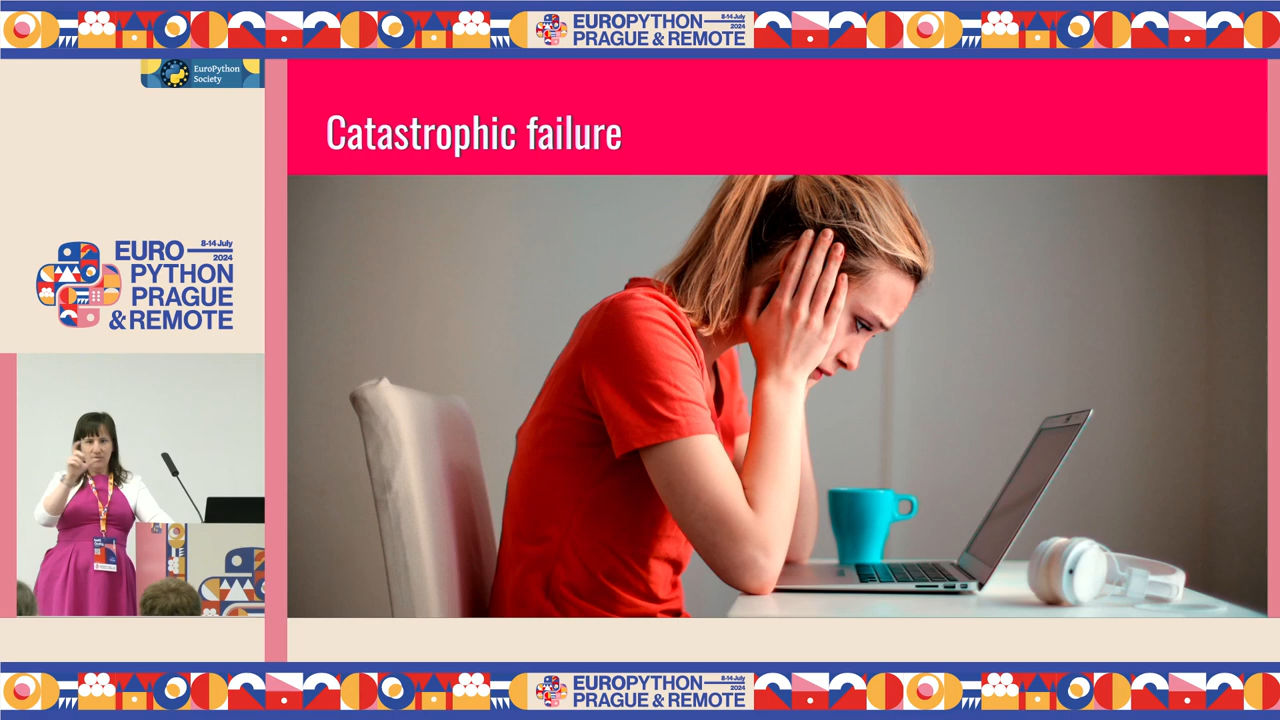 EUROPYTHON 8-14 July
PRAGUE & REMOTE 2024
EuroPython
Society
Catastrophic failure
EURO 8-14 July
2024
PYTHON
PRAGUE
& REMOTE
EUROPYTHON 8-14 July
PRAGUE & REMOTE 2024